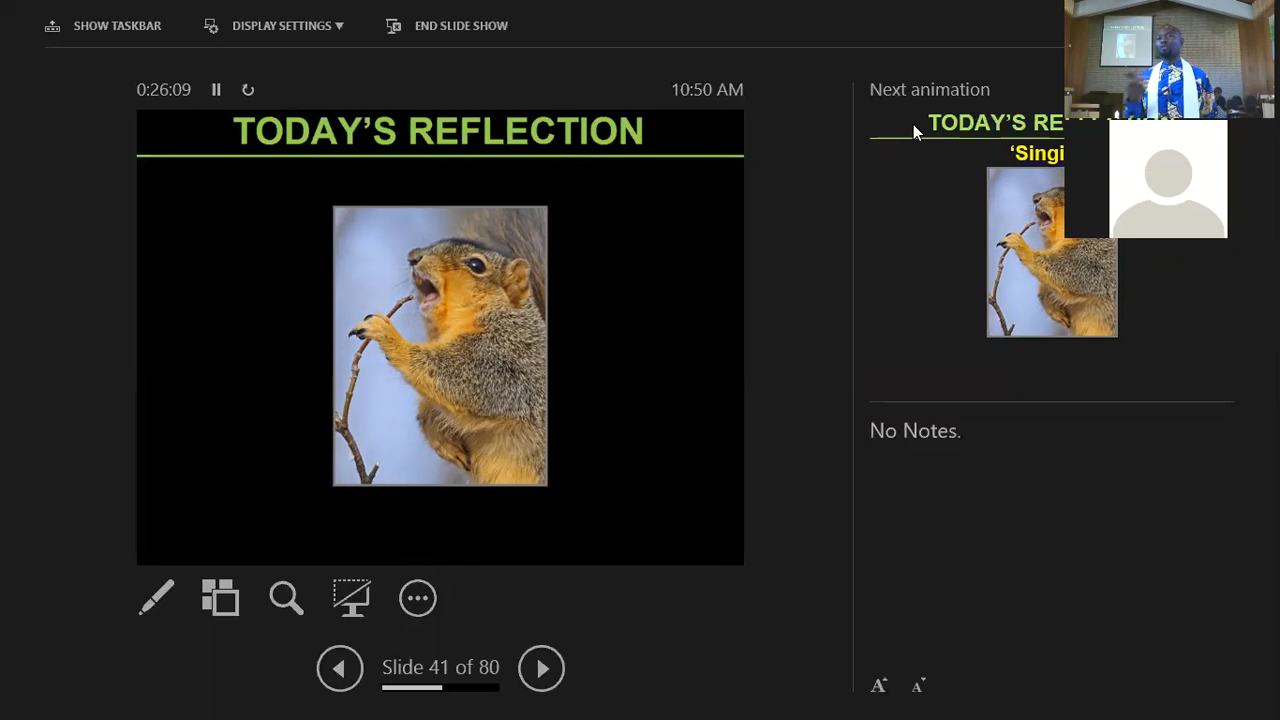 SHOW TASKBAR
DISPLAY SETTINGS
END SLIDE SHOW
0:26:09
10:50 AM
TODAY'S REFLECTION
Slide 41 of 80
Next animation
TODAY'S RE
‘Singi
No Notes.
A
A